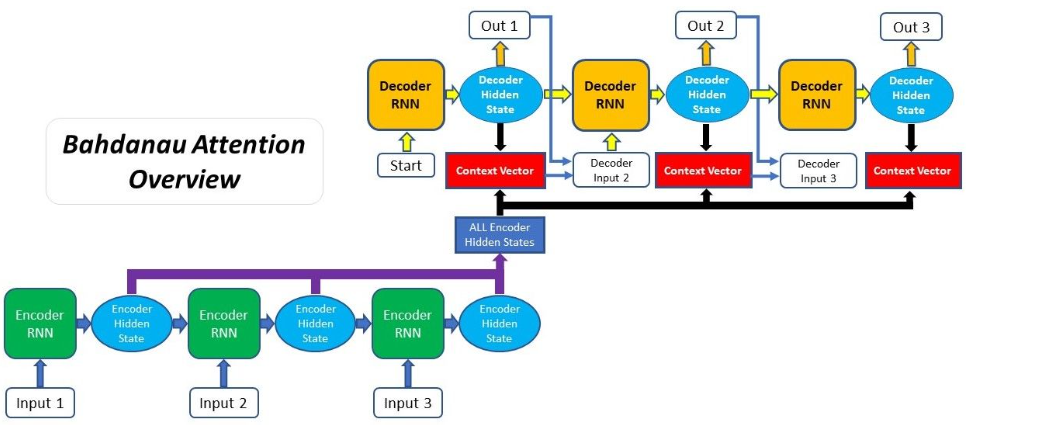 Out 1
Out 2
Out 3
Decoder
RNN
Decoder
Hidden
State
Decoder
RNN
Decoder
Hidden
State
Decoder
RNN
Decoder
Hidden
State
Bahdanau Attention
Overview
Start
Context Vector
Decoder
Input 2
Context Vector
Decoder
Input 3
Context Vector
ALL Encoder
Hidden States
Encoder
RNN
Encoder
Hidden
State
Encoder
RNN
Encoder
Hidden
State
Encoder
RNN
Encoder
Hidden
State
Input 1
Input 2
Input 3